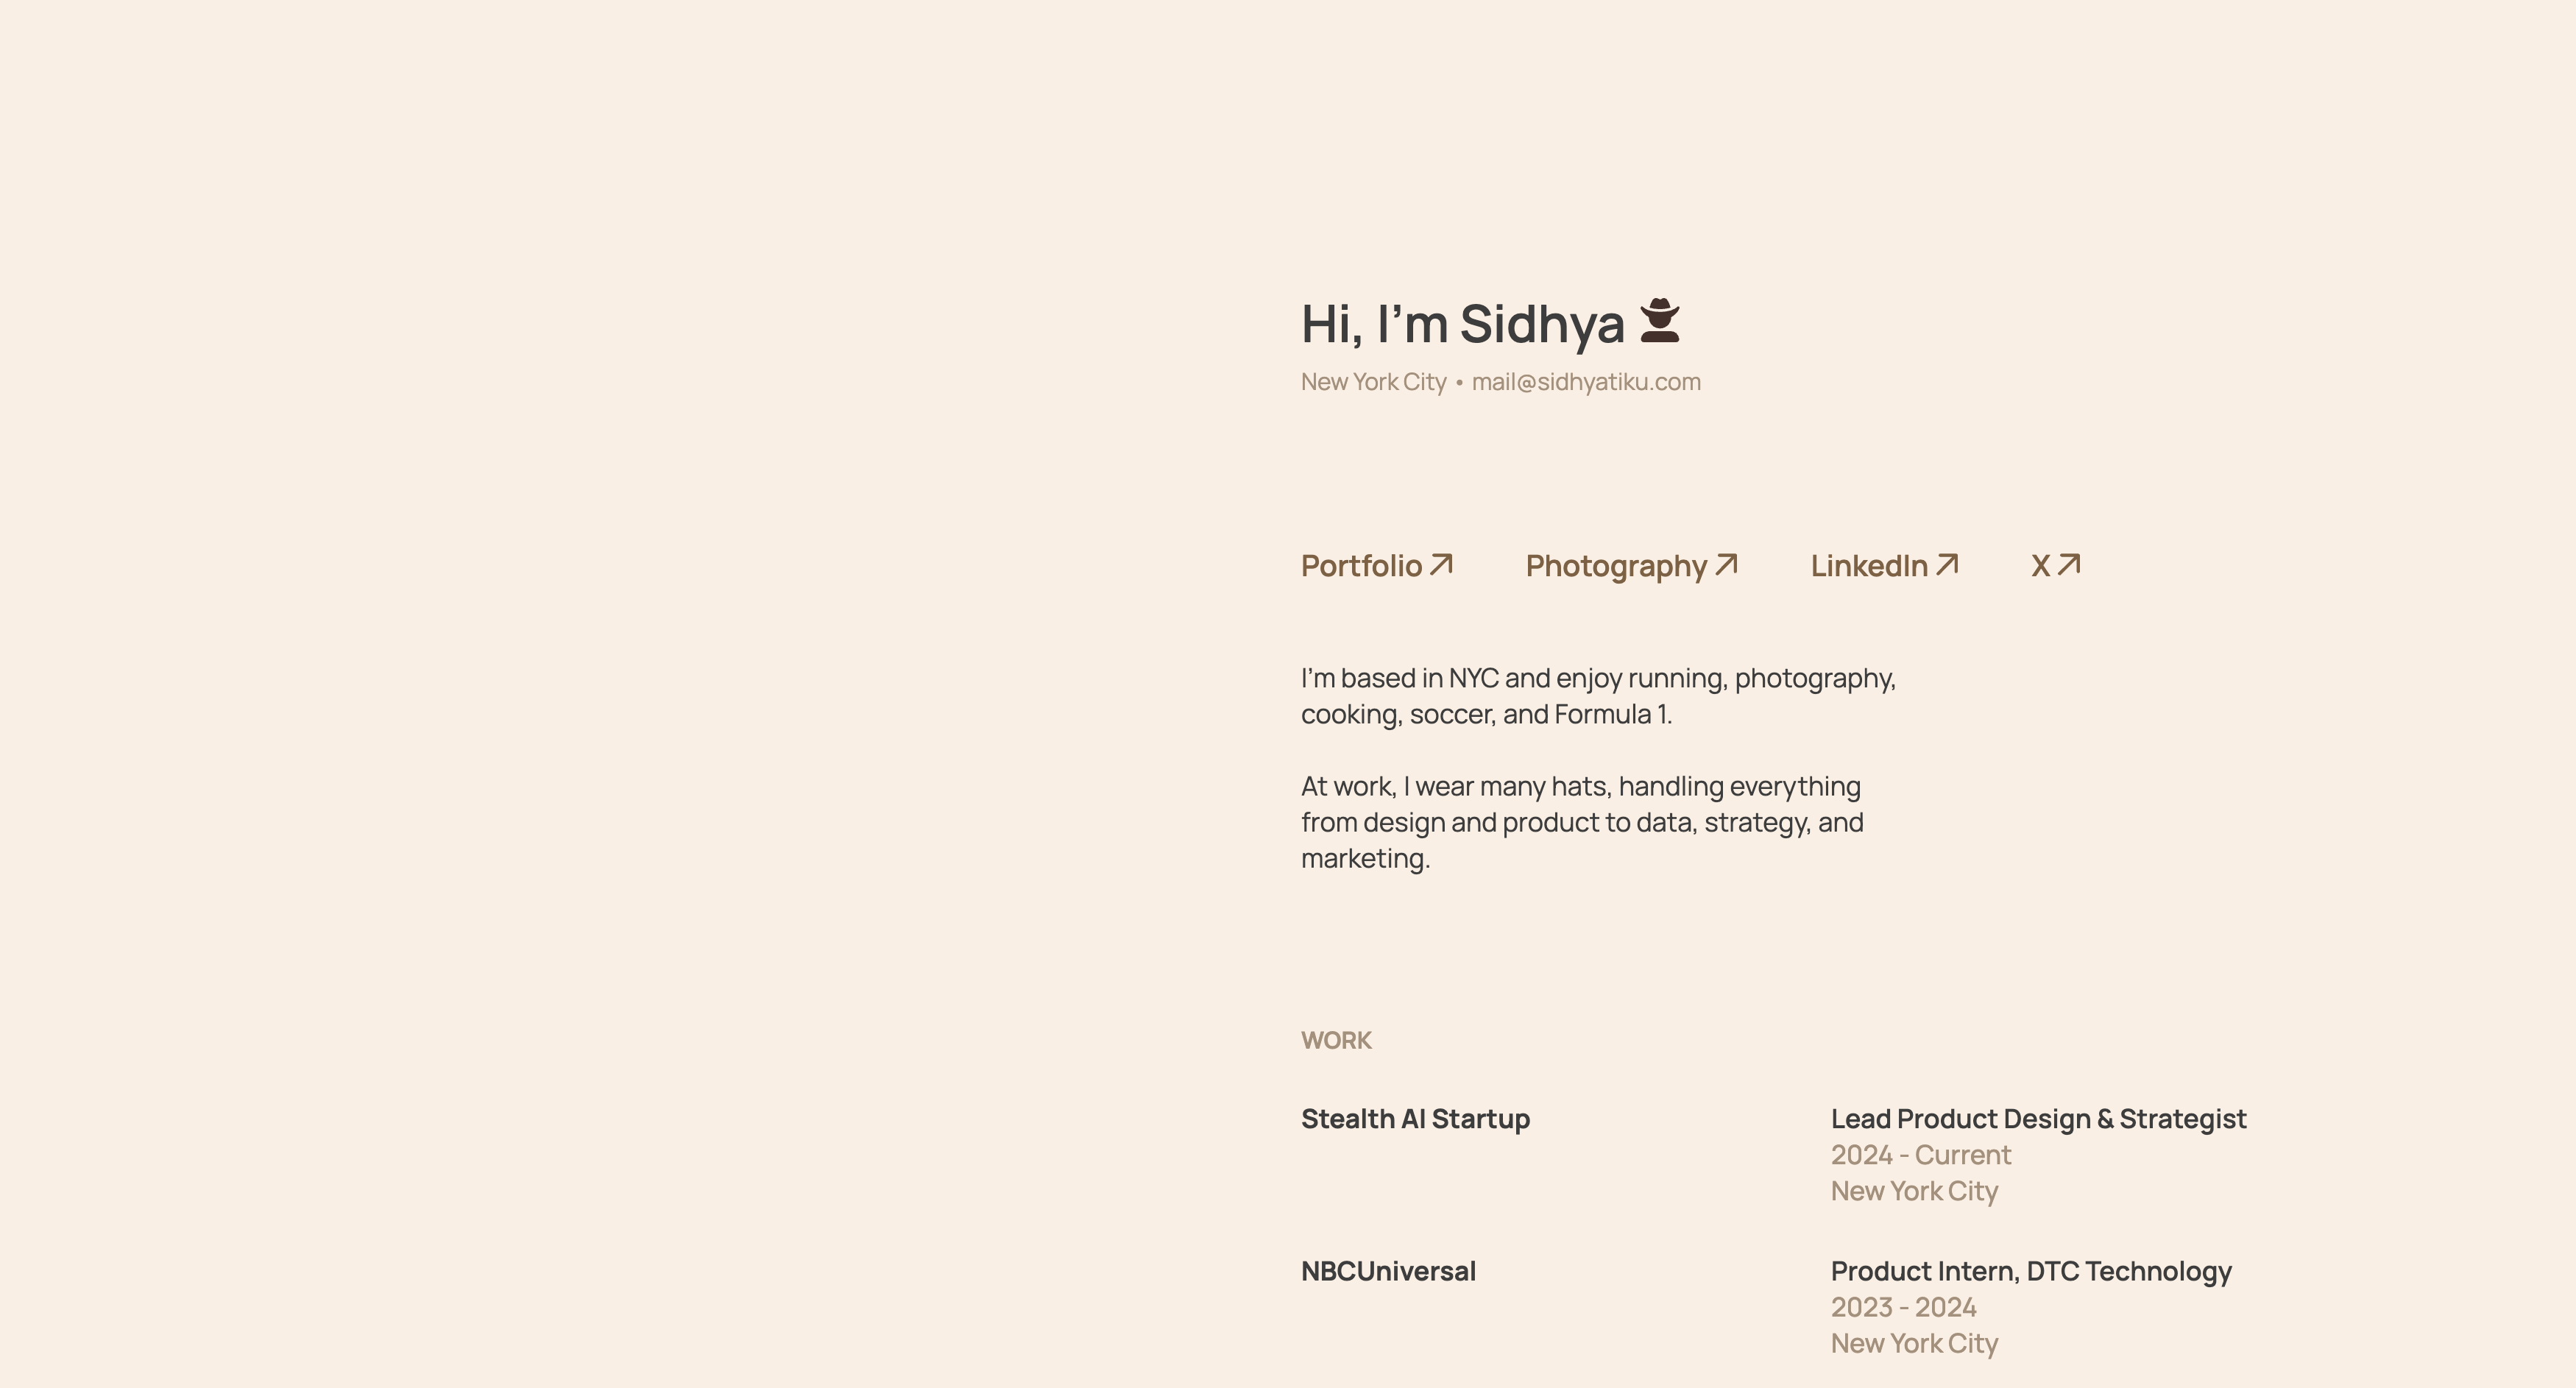 Hi, I'm Sidhya
New York City • mail@sidhyatiku.com
Portfolio Photography LinkedIn X
I'm based in NYC and enjoy running, photography,
cooking, soccer, and Formula 1.
At work, I wear many hats, handling everything
from design and product to data, strategy, and
marketing.
WORK
Stealth AI Startup
Lead Product Design & Strategist
2024 - Current
New York City
NBCUniversal
Product Intern, DTC Technology
2023 - 2024
New York City